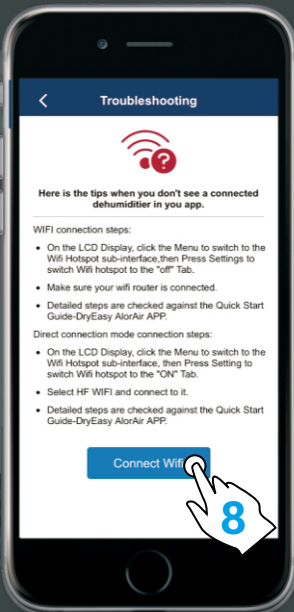 Troubleshooting
?
Here is the tips when you don't see a connected
dehumiditier in you app.
WIFI connection steps:
• On the LCD Display, click the Menu to switch to the
Wifi Hotspot sub-interface,then Press Settings to
switch Wifi hotspot to the "off" Tab.
• Make sure your wifi router is connected.
• Detailed steps are checked against the Quick Start
Guide-DryEasy AlorAir APP.
Direct connection mode connection steps:
• On the LCD Display, click the Menu to switch to the
Wifi Hotspot sub-interface, then Press Setting to
switch Wifi hotspot to the "ON" Tab.
• Select HF WIFI and connect to it.
• Detailed steps are checked against the Quick Start
Guide-DryEasy AlorAir APP.
Connect Wifi
8